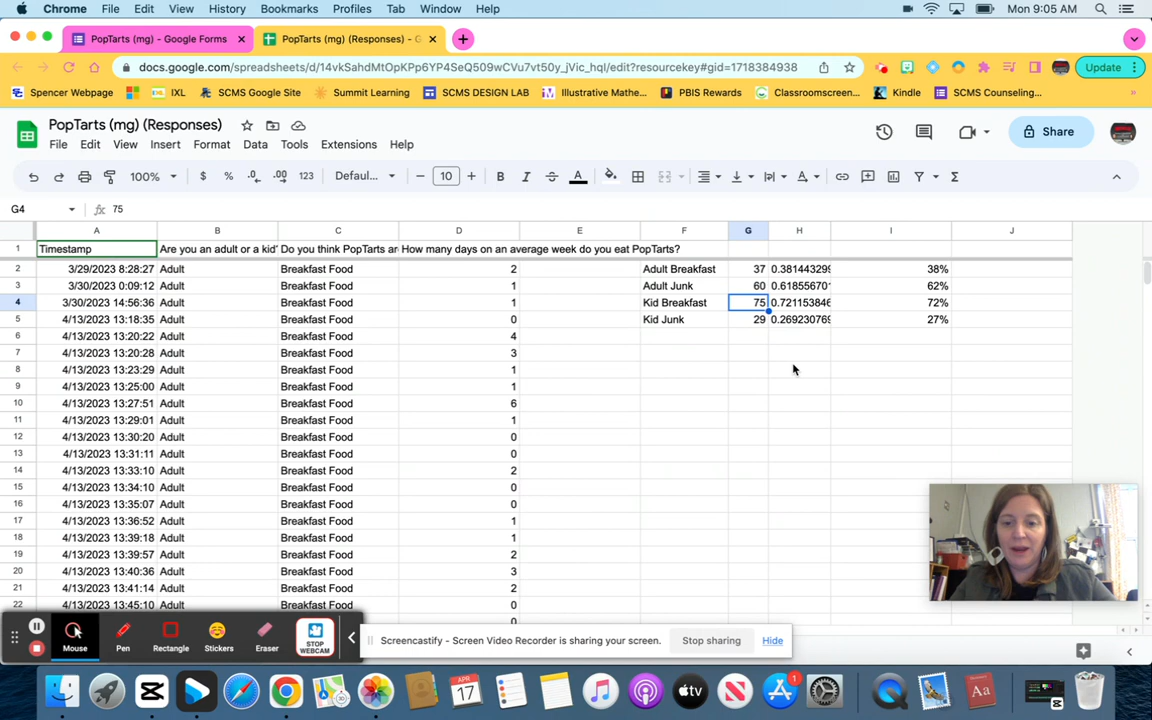 Chrome File Edit View History Bookmarks Profiles Tab Window Help Mon 9:05 AM
PopTarts (mg) - Google Forms × PopTarts (mg) (Responses) - G × +
docs.google.com/spreadsheets/d/14vkSahdMtOpKPp6YP4SeQ509wCVu7vt50y_jVic_hqI/edit?resourcekey#gid=1718384938 Update
Spencer Webpage IXL SCMS Google Site Summit Learning SCMS DESIGN LAB Illustrative Mathe... PBIS Rewards Classroomscreen... Kindle SCMS Counseling... »
PopTarts (mg) (Responses)
File Edit View Insert Format Data Tools Extensions Help Share
100% $ % .0 .00 123 Defaul... − 10 + B I S A Σ
G4 fx 75
A B C D E F G H I J
1 Timestamp Are you an adult or a kid' Do you think PopTarts ar How many days on an average week do you eat PopTarts?
2 3/29/2023 8:28:27 Adult Breakfast Food 2 Adult Breakfast 37 0.381443299 38%
3 3/30/2023 0:09:12 Adult Breakfast Food 1 Adult Junk 60 0.618556701 62%
4 3/30/2023 14:56:36 Adult Breakfast Food 1 Kid Breakfast 75 0.721153846 72%
5 4/13/2023 13:18:35 Adult Breakfast Food 0 Kid Junk 29 0.269230769 27%
6 4/13/2023 13:20:22 Adult Breakfast Food 4
7 4/13/2023 13:20:28 Adult Breakfast Food 3
8 4/13/2023 13:23:29 Adult Breakfast Food 1
9 4/13/2023 13:25:00 Adult Breakfast Food 1
10 4/13/2023 13:27:51 Adult Breakfast Food 6
11 4/13/2023 13:29:01 Adult Breakfast Food 1
12 4/13/2023 13:30:20 Adult Breakfast Food 0
13 4/13/2023 13:31:11 Adult Breakfast Food 0
14 4/13/2023 13:33:10 Adult Breakfast Food 2
15 4/13/2023 13:34:10 Adult Breakfast Food 0
16 4/13/2023 13:35:07 Adult Breakfast Food 0
17 4/13/2023 13:36:52 Adult Breakfast Food 1
18 4/13/2023 13:39:18 Adult Breakfast Food 1
19 4/13/2023 13:39:57 Adult Breakfast Food 2
20 4/13/2023 13:40:36 Adult Breakfast Food 3
21 4/13/2023 13:41:14 Adult Breakfast Food 2
22 4/13/2023 13:45:10 Adult Breakfast Food 0
0
Mouse Pen Rectangle Stickers Eraser STOP WEBCAM
Screencastify - Screen Video Recorder is sharing your screen. Stop sharing Hide
APR 17
Aa
1